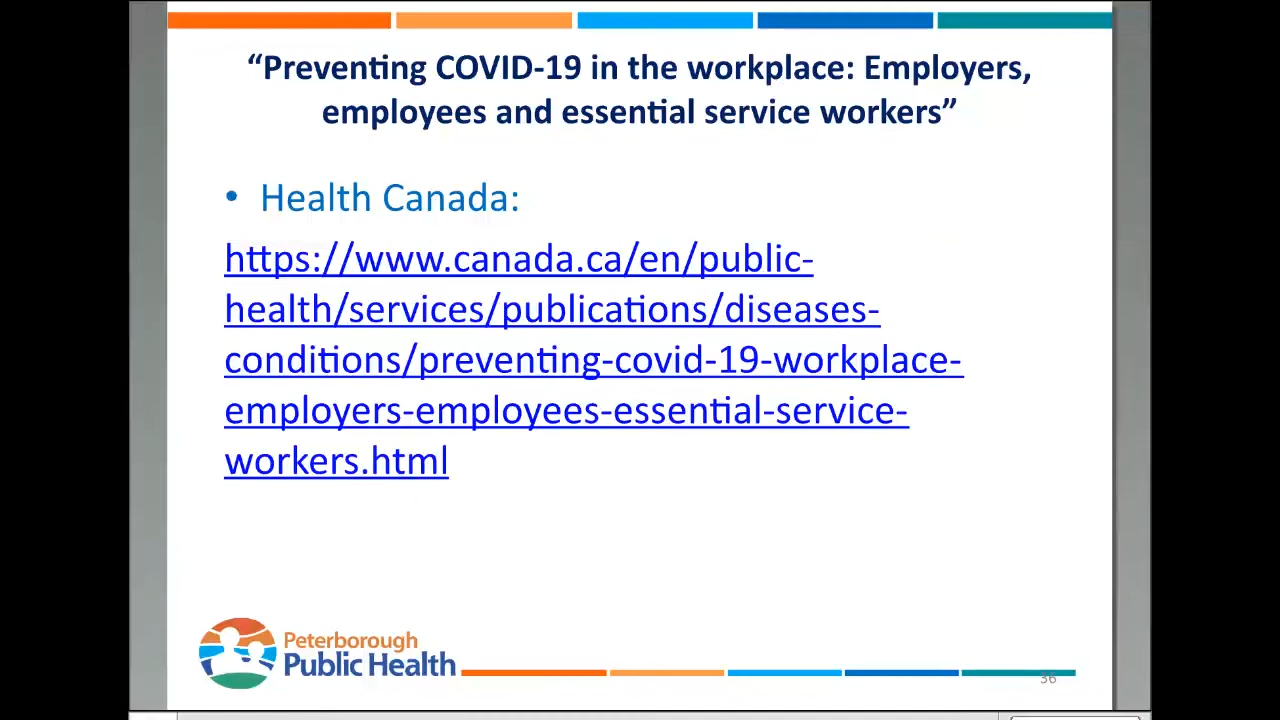 “Preventing COVID-19 in the workplace: Employers,
employees and essential service workers”
• Health Canada:
https://www.canada.ca/en/public-
health/services/publications/diseases-
conditions/preventing-covid-19-workplace-
employers-employees-essential-service-
workers.html
Peterborough
Public Health
36